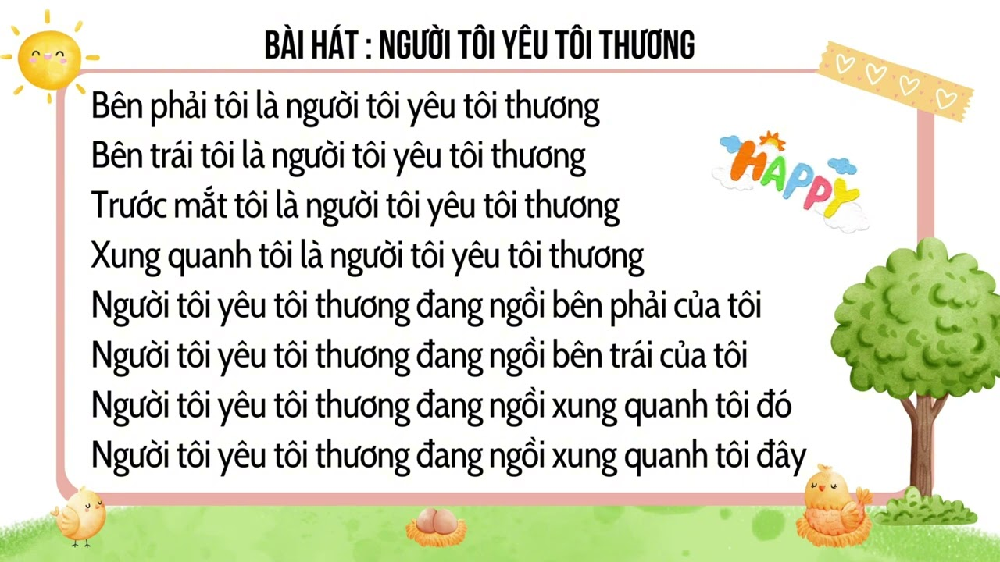 BÀI HÁT : NGƯỜI TÔI YÊU TÔI THƯƠNG
Bên phải tôi là người tôi yêu tôi thương
Bên trái tôi là người tôi yêu tôi thương
Trước mắt tôi là người tôi yêu tôi thương
Xung quanh tôi là người tôi yêu tôi thương
Người tôi yêu tôi thương đang ngồi bên phải của tôi
Người tôi yêu tôi thương đang ngồi bên trái của tôi
Người tôi yêu tôi thương đang ngồi xung quanh tôi đó
Người tôi yêu tôi thương đang ngồi xung quanh tôi đây
HAPPY